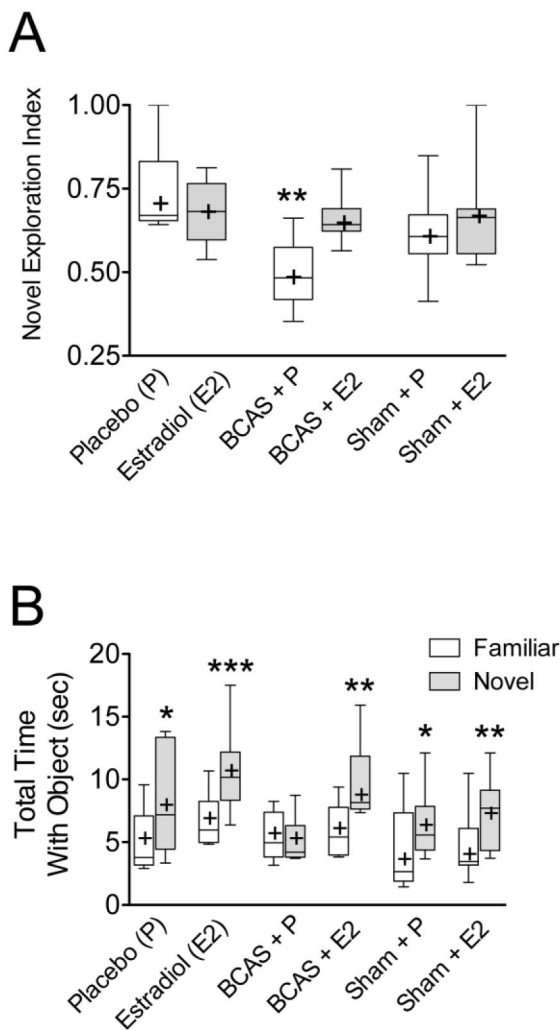 A
Novel Exploration Index
1.00
0.75
0.50
0.25
**
Placebo (P)
Estradiol (E2)
BCAS + P
BCAS + E2
Sham + P
Sham + E2
B
Familiar
Novel
Total Time
With Object (sec)
20
15
10
5
0
*
***
**
*
**
Placebo (P)
Estradiol (E2)
BCAS + P
BCAS + E2
Sham + P
Sham + E2